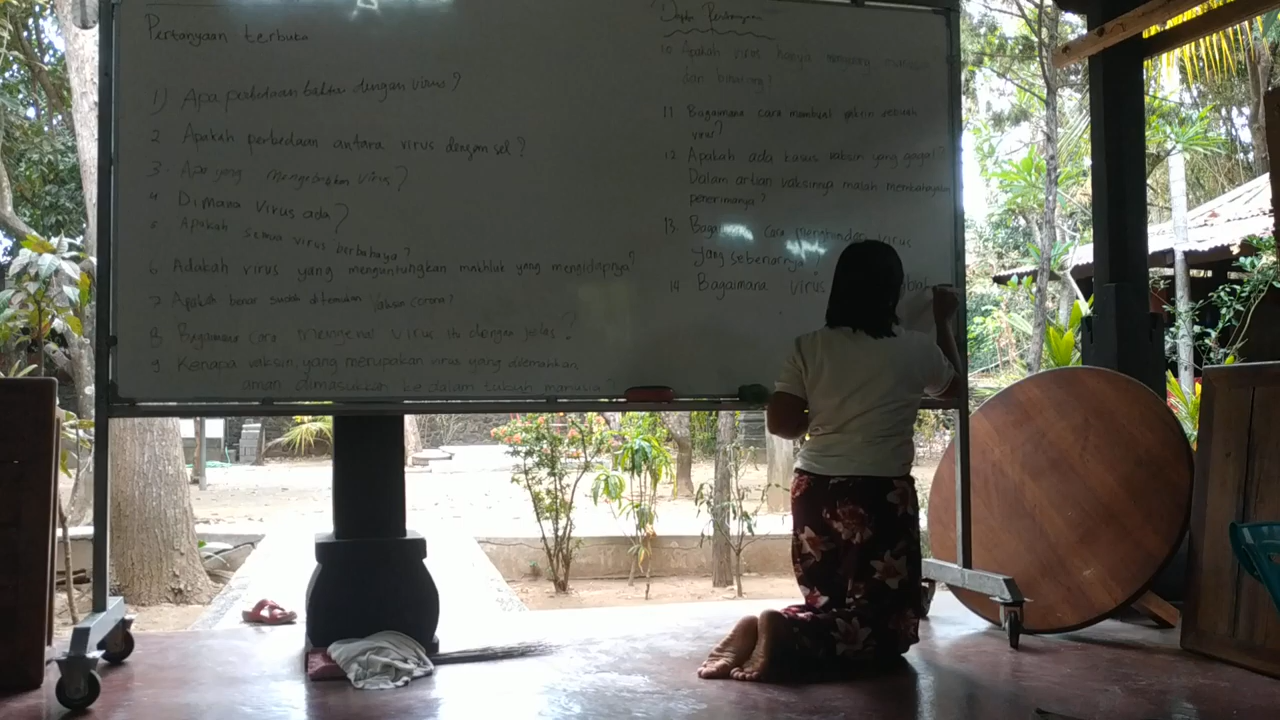 Pertanyaan terbuka
1) Apa perbedaan bakteri dengan virus?
2 Apakah perbedaan antara virus dengan sel?
3. Apa yang mengesankan virus?
4 Dimana virus ada?
5 Apakah semua virus berbahaya?
6 Adakah virus yang menguntungkan makhluk yang mengidapnya?
7 Apakah benar sudah ditemukan vaksin corona?
8 Bagaimana cara mengenal virus itu dengan jelas?
9. Kenapa vaksin, yang merupakan virus yang dilemahkan,
aman dimasukkan ke dalam tubuh manusia?
Daftar Pertanyaan
10 Apakah virus hanya menyerang manusia
dan binatang?
11 Bagaimana cara membuat vaksin sebuah
virus?
12. Apakah ada kasus vaksin yang gagal?
Dalam artian vaksinnya malah membahayakan
penerimanya?
13. cara menghindari virus
yang sebenarnya
14. Bagaimana virus